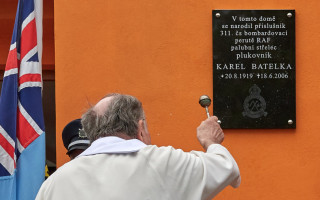 V tomto domě
se narodil příslušník
311. čs bombardovací
perutě RAF
palubní střelec
plukovník
KAREL BATELKA
*20.8.1919 †18.6.2006